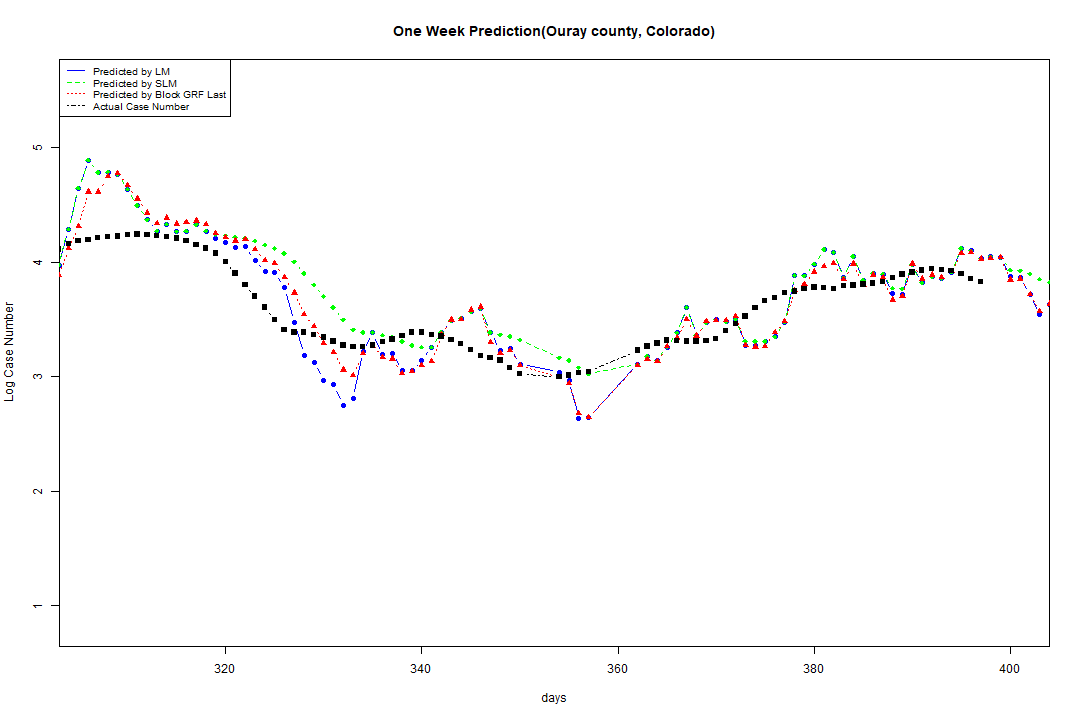 One Week Prediction(Ouray county, Colorado)
Predicted by LM
Predicted by SLM
Predicted by Block GRF Last
Actual Case Number
5
4
3
2
1
Log Case Number
320 340 360 380 400
days